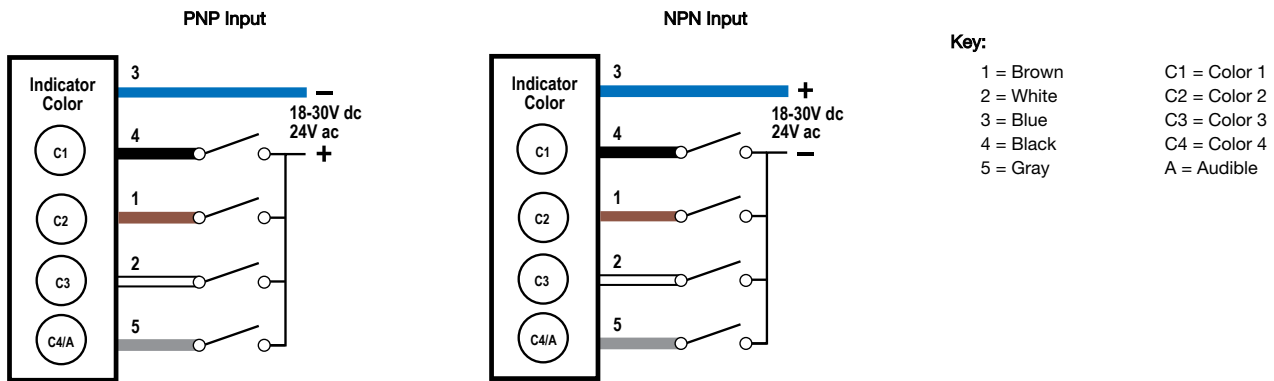 PNP Input
Indicator
Color
C1
C2
C3
C4/A
3
−
18-30V dc
24V ac
+
4
1
2
5
NPN Input
Indicator
Color
C1
C2
C3
C4/A
3
+
18-30V dc
24V ac
−
4
1
2
5
Key:
1 = Brown
2 = White
3 = Blue
4 = Black
5 = Gray
C1 = Color 1
C2 = Color 2
C3 = Color 3
C4 = Color 4
A = Audible